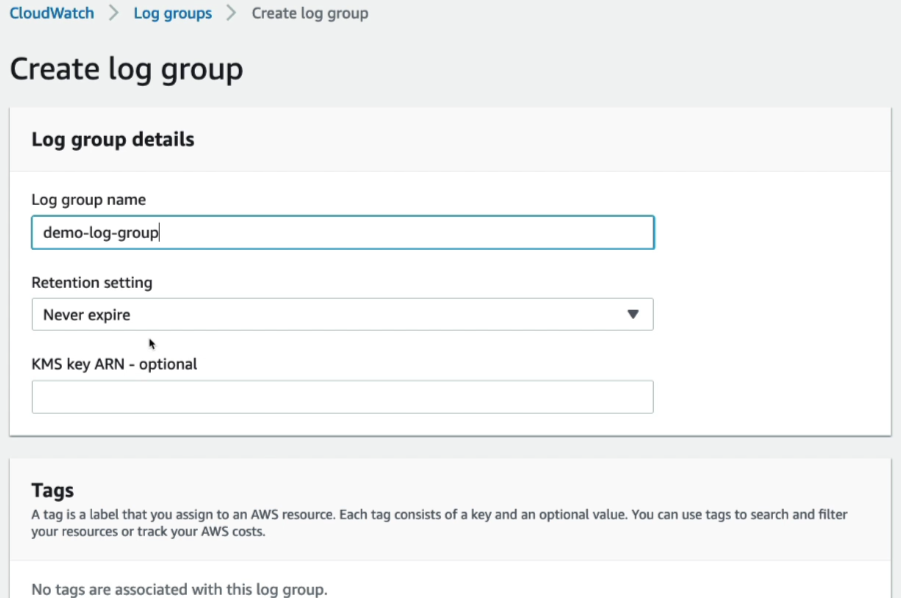 CloudWatch > Log groups > Create log group
Create log group
Log group details
Log group name
demo-log-group
Retention setting
Never expire
KMS key ARN - optional
Tags
A tag is a label that you assign to an AWS resource. Each tag consists of a key and an optional value. You can use tags to search and filter
your resources or track your AWS costs.
No tags are associated with this log group.